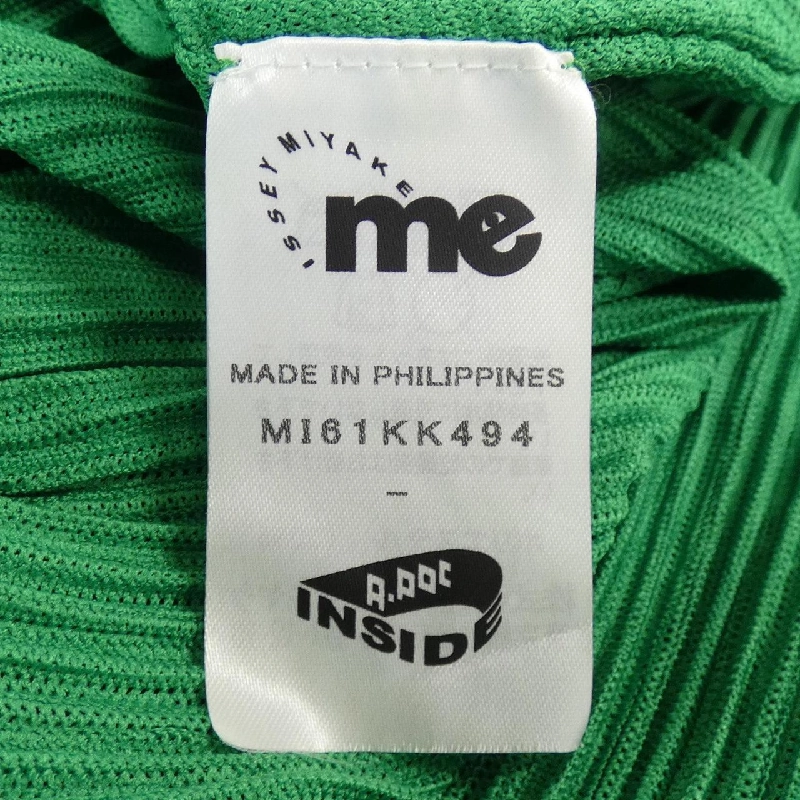 ISSEY MIYAKE
me
MADE IN PHILIPPINES
MI61KK494
A.POC
INSIDE